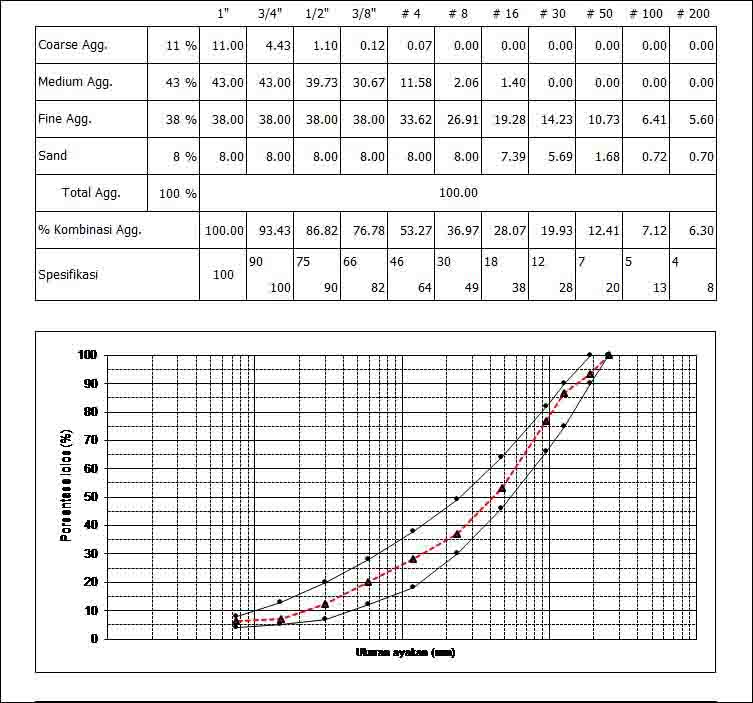 1" 3/4" 1/2" 3/8" # 4 # 8 # 16 # 30 # 50 # 100 # 200
Coarse Agg. 11 % 11.00 4.43 1.10 0.12 0.07 0.00 0.00 0.00 0.00 0.00 0.00
Medium Agg. 43 % 43.00 43.00 39.73 30.67 11.58 2.06 1.40 0.00 0.00 0.00 0.00
Fine Agg. 38 % 38.00 38.00 38.00 38.00 33.62 26.91 19.28 14.23 10.73 6.41 5.60
Sand 8 % 8.00 8.00 8.00 8.00 8.00 8.00 7.39 5.69 1.68 0.72 0.70
Total Agg. 100 % 100.00
% Kombinasi Agg. 100.00 93.43 86.82 76.78 53.27 36.97 28.07 19.93 12.41 7.12 6.30
90 75 66 46 30 18 12 7 5 4
Spesifikasi 100
100 90 82 64 49 38 28 20 13 8
100
90
80
70
60
50
40
30
20
10
0
Porsentase lolos (%)
Ukuran ayakan (mm)